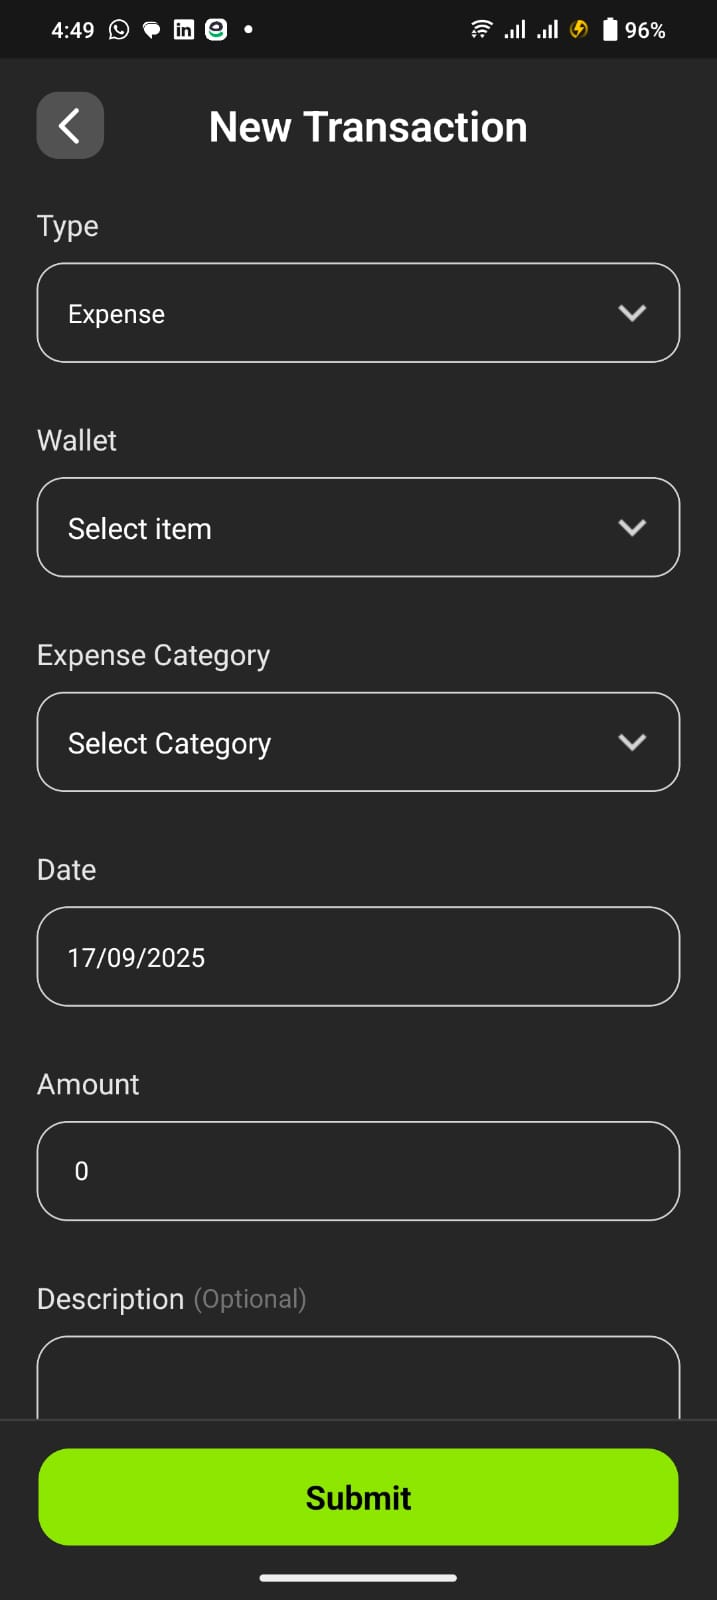 4:49 in 96%
New Transaction
Type
Expense
Wallet
Select item
Expense Category
Select Category
Date
17/09/2025
Amount
0
Description (Optional)
Submit